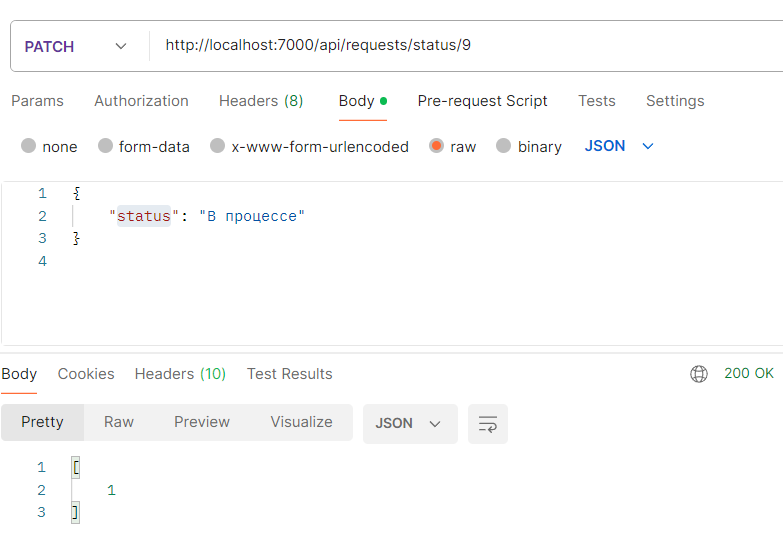 PATCH http://localhost:7000/api/requests/status/9
Params Authorization Headers (8) Body Pre-request Script Tests Settings
none form-data x-www-form-urlencoded raw binary JSON
1 {
2 "status": "В процессе"
3 }
4
Body Cookies Headers (10) Test Results 200 OK
Pretty Raw Preview Visualize JSON
1 [
2 1
3 ]